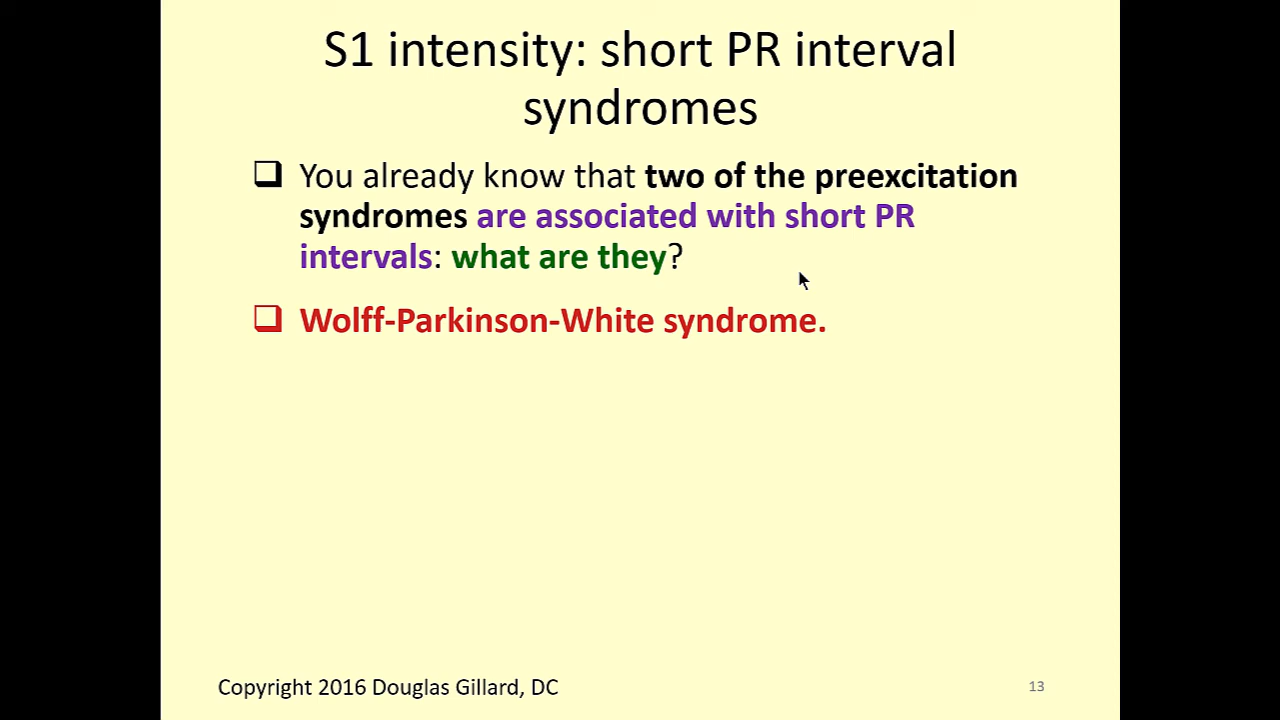 S1 intensity: short PR interval
syndromes
You already know that two of the preexcitation
syndromes are associated with short PR
intervals: what are they?
Wolff-Parkinson-White syndrome.
Copyright 2016 Douglas Gillard, DC
13